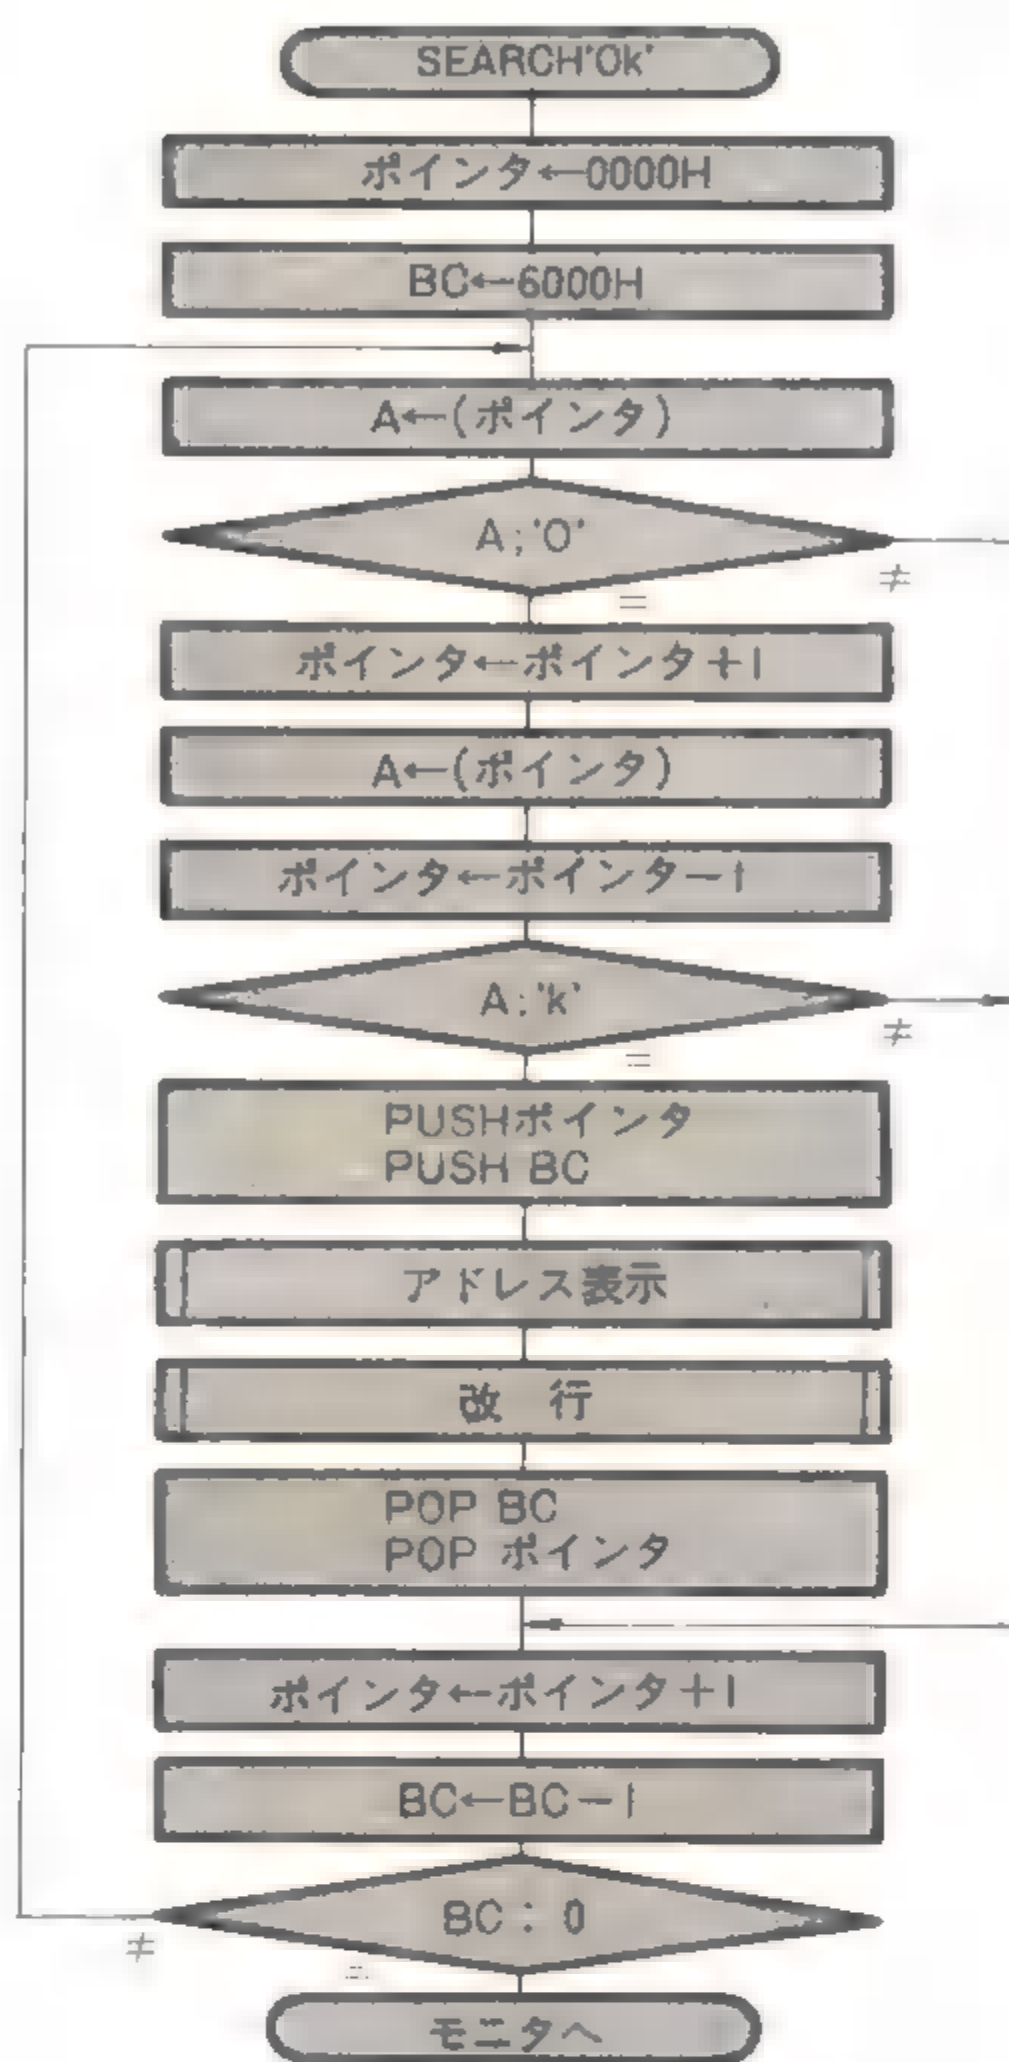 SEARCH'Ok'
ポインタ←0000H
BC←6000H
A←(ポインタ)
A;'O'
≠
=
ポインタ←ポインタ+1
A←(ポインタ)
ポインタ←ポインター1
A:'k'
≠
=
PUSHポインタ
PUSH BC
アドレス表示
改 行
POP BC
POP ポインタ
ポインタ←ポインタ+1
BC←BC-1
BC: 0
≠
=
モニタへ